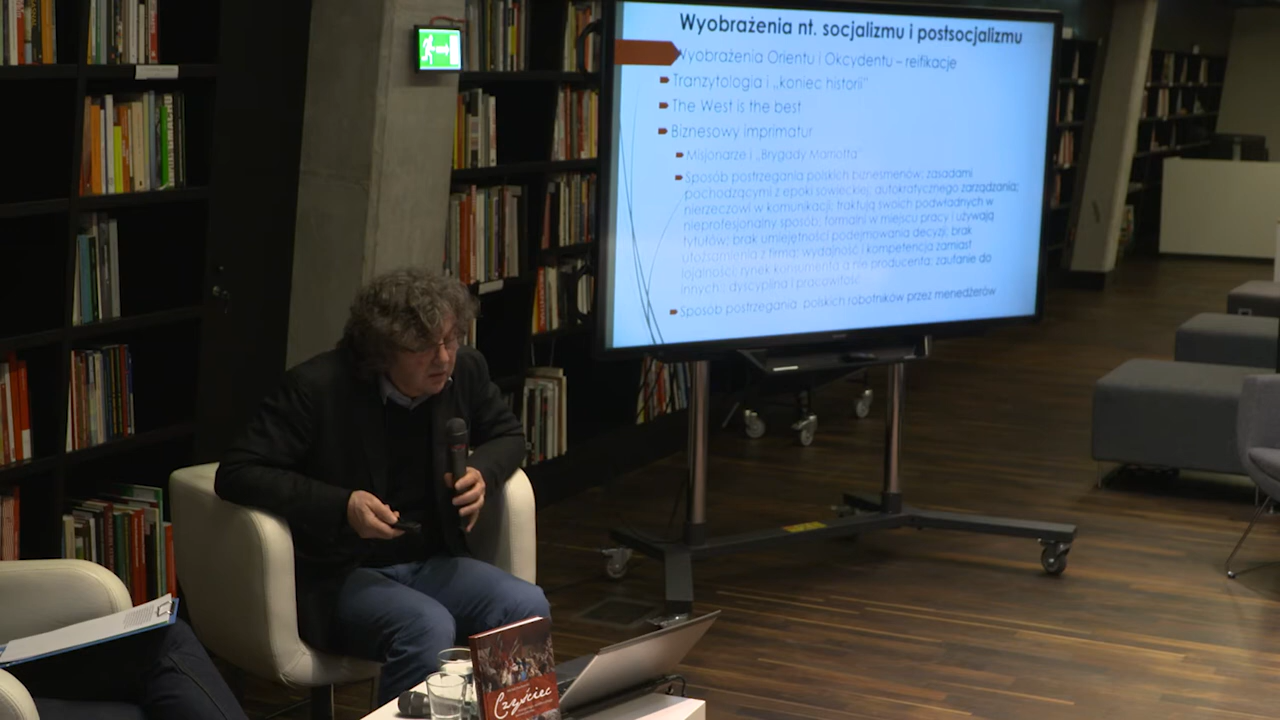 Wyobrażenia nt. socjalizmu i postsocjalizmu
Wyobrażenia Orientu i Okcydentu – reifikacje
Tranzytologia i „koniec historii"
The West is the best
Biznesowy imprimatur
Misjonarze i „Brygady Marriotta"
Sposób postrzegania polskich biznesmenów: zasadami
pochodzącymi z epoki sowieckiej; autokratycznego zarządzania;
nierzeczowi w komunikacji; traktują swoich podwładnych w
nieprofesjonalny sposób; formalni w miejscu pracy i używają
tytułów; brak umiejętności podejmowania decyzji; brak
utożsamienia z firmą; wydajność i kompetencja zamiast
lojalności; rynek konsumenta a nie producenta; zaufanie do
innych; dyscyplina i pracowitość
Sposób postrzegania polskich robotników przez menedżerów
Czyściec